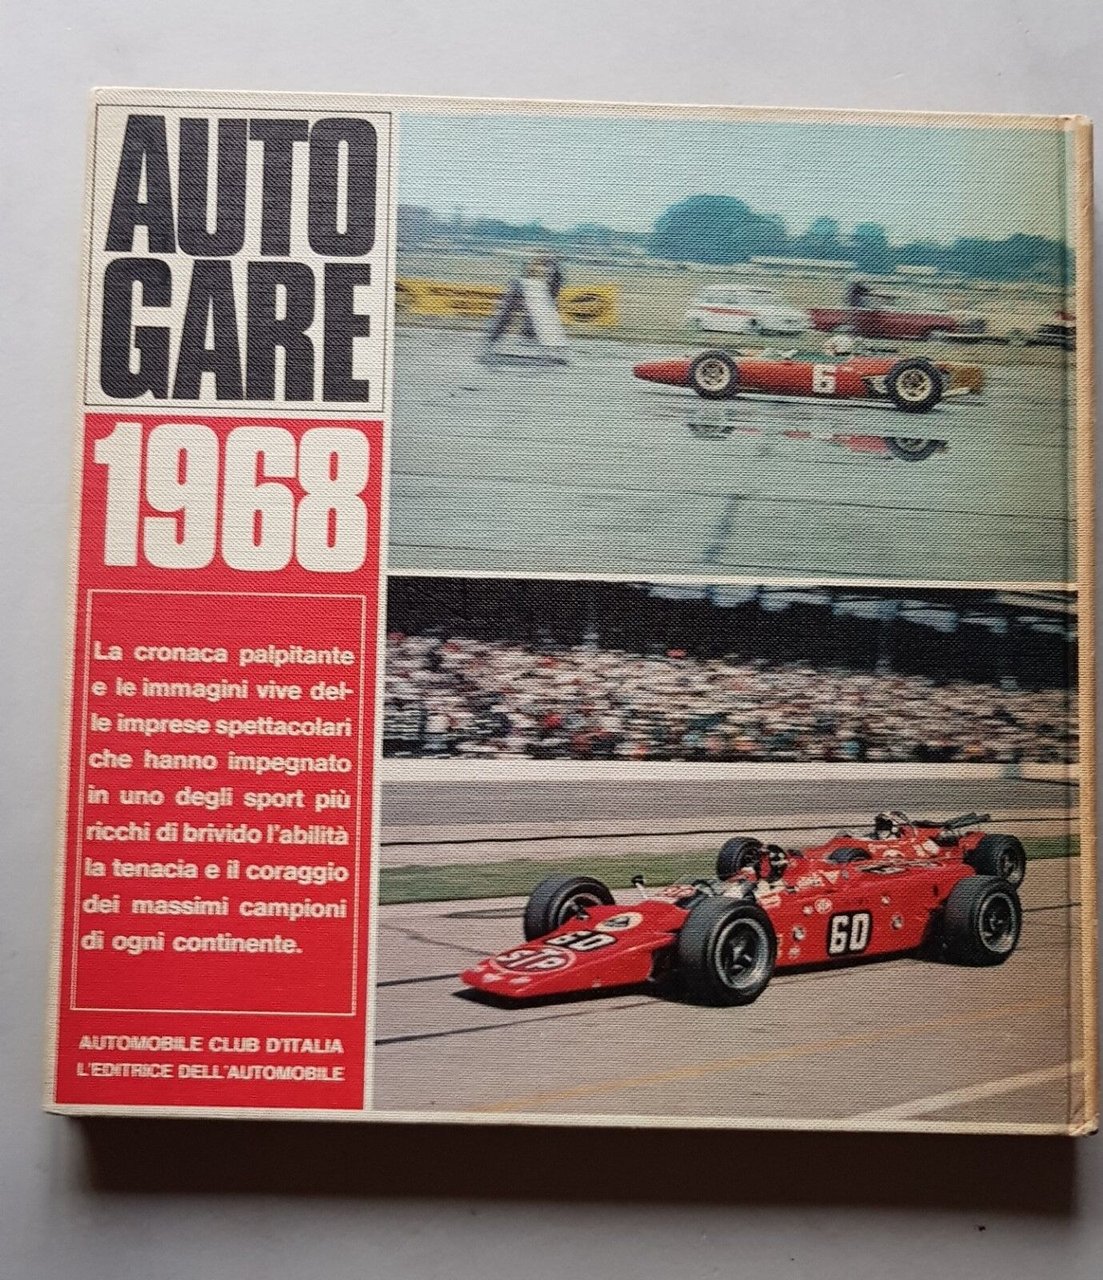 AUTO
GARE
1968
La cronaca palpitante
e le immagini vive del-
le imprese spettacolari
che hanno impegnato
in uno degli sport più
ricchi di brivido l'abilità
la tenacia e il coraggio
dei massimi campioni
di ogni continente.
AUTOMOBILE CLUB D'ITALIA
L'EDITRICE DELL'AUTOMOBILE
6
60
STP
60